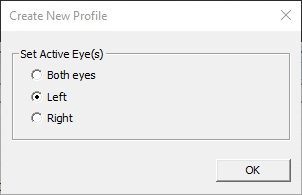 Create New Profile
Set Active Eye(s)
Both eyes
Left
Right
OK